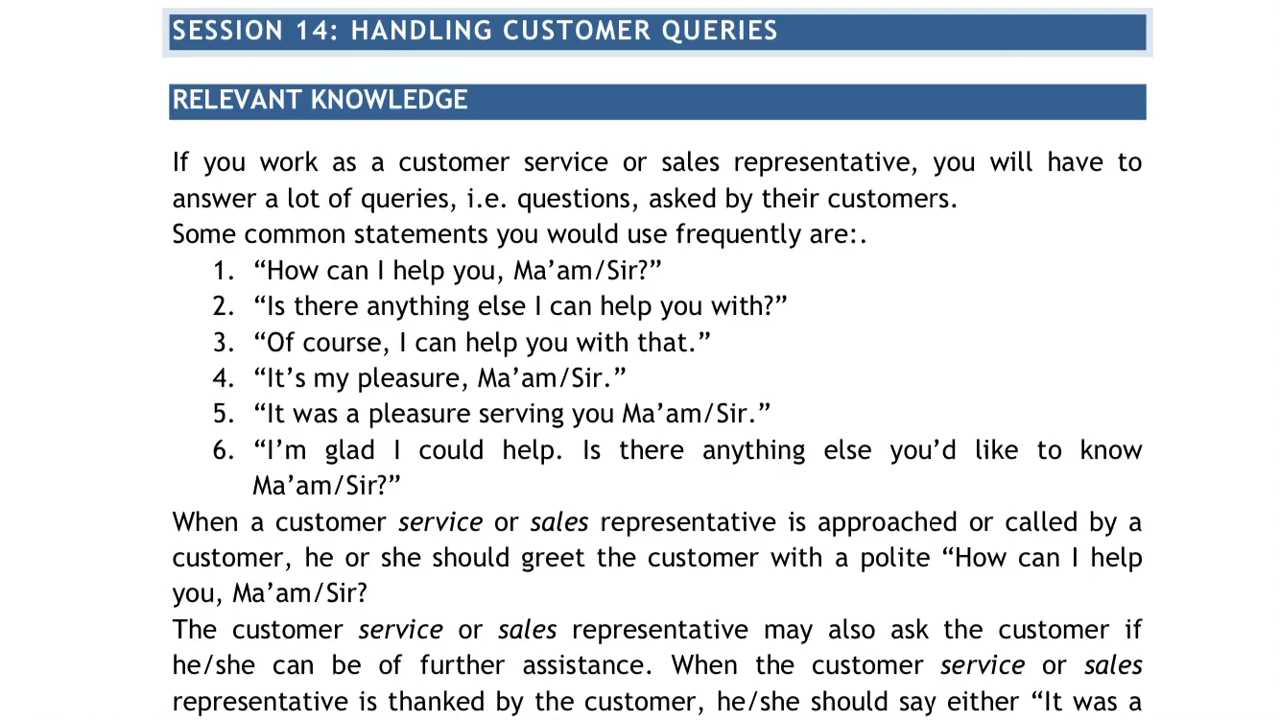 SESSION 14: HANDLING CUSTOMER QUERIES
RELEVANT KNOWLEDGE
If you work as a customer service or sales representative, you will have to
answer a lot of queries, i.e. questions, asked by their customers.
Some common statements you would use frequently are:.
1. “How can I help you, Ma’am/Sir?”
2. “Is there anything else I can help you with?”
3. “Of course, I can help you with that.”
4. “It’s my pleasure, Ma’am/Sir.”
5. “It was a pleasure serving you Ma’am/Sir.”
6. “I’m glad I could help. Is there anything else you’d like to know
Ma’am/Sir?”
When a customer service or sales representative is approached or called by a
customer, he or she should greet the customer with a polite “How can I help
you, Ma’am/Sir?
The customer service or sales representative may also ask the customer if
he/she can be of further assistance. When the customer service or sales
representative is thanked by the customer, he/she should say either “It was a